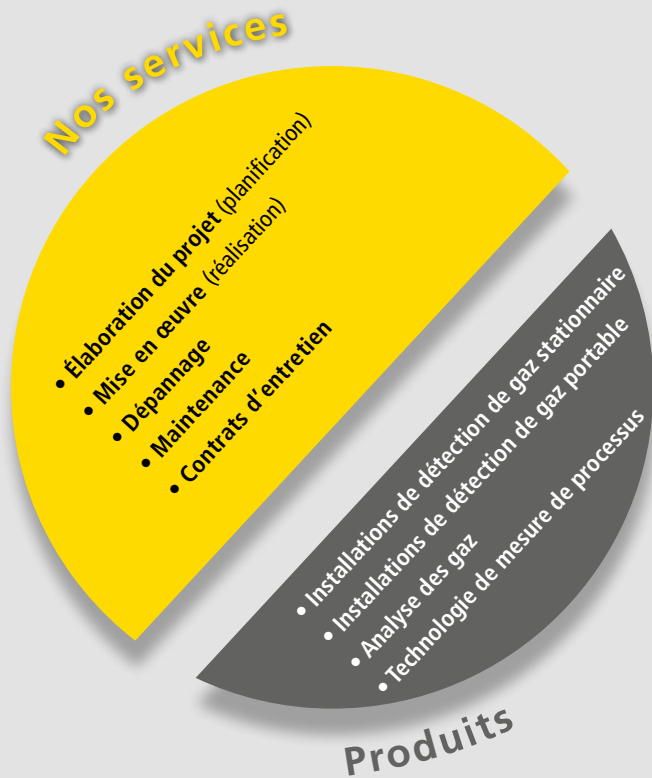 Nos services
• Élaboration du projet (planification)
• Mise en œuvre (réalisation)
• Dépannage
• Maintenance
• Contrats d’entretien
• Installations de détection de gaz stationnaire
• Installations de détection de gaz portable
• Analyse des gaz
• Technologie de mesure de processus
Produits